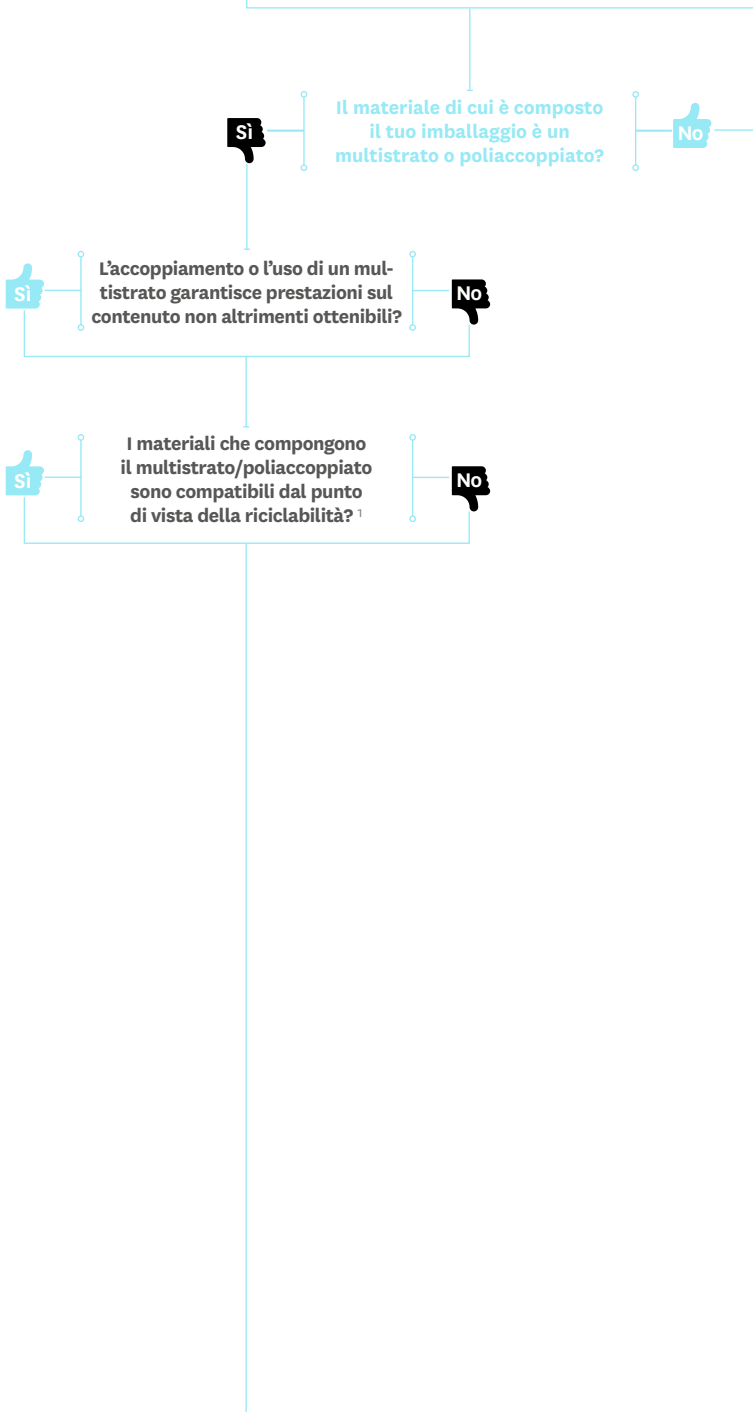 Il materiale di cui è composto
il tuo imballaggio è un
multistrato o poliaccoppiato?
Sì
No
L’accoppiamento o l’uso di un mul-
tistrato garantisce prestazioni sul
contenuto non altrimenti ottenibili?
Sì
No
I materiali che compongono
il multistrato/poliaccoppiato
sono compatibili dal punto
di vista della riciclabilità? ¹
Sì
No